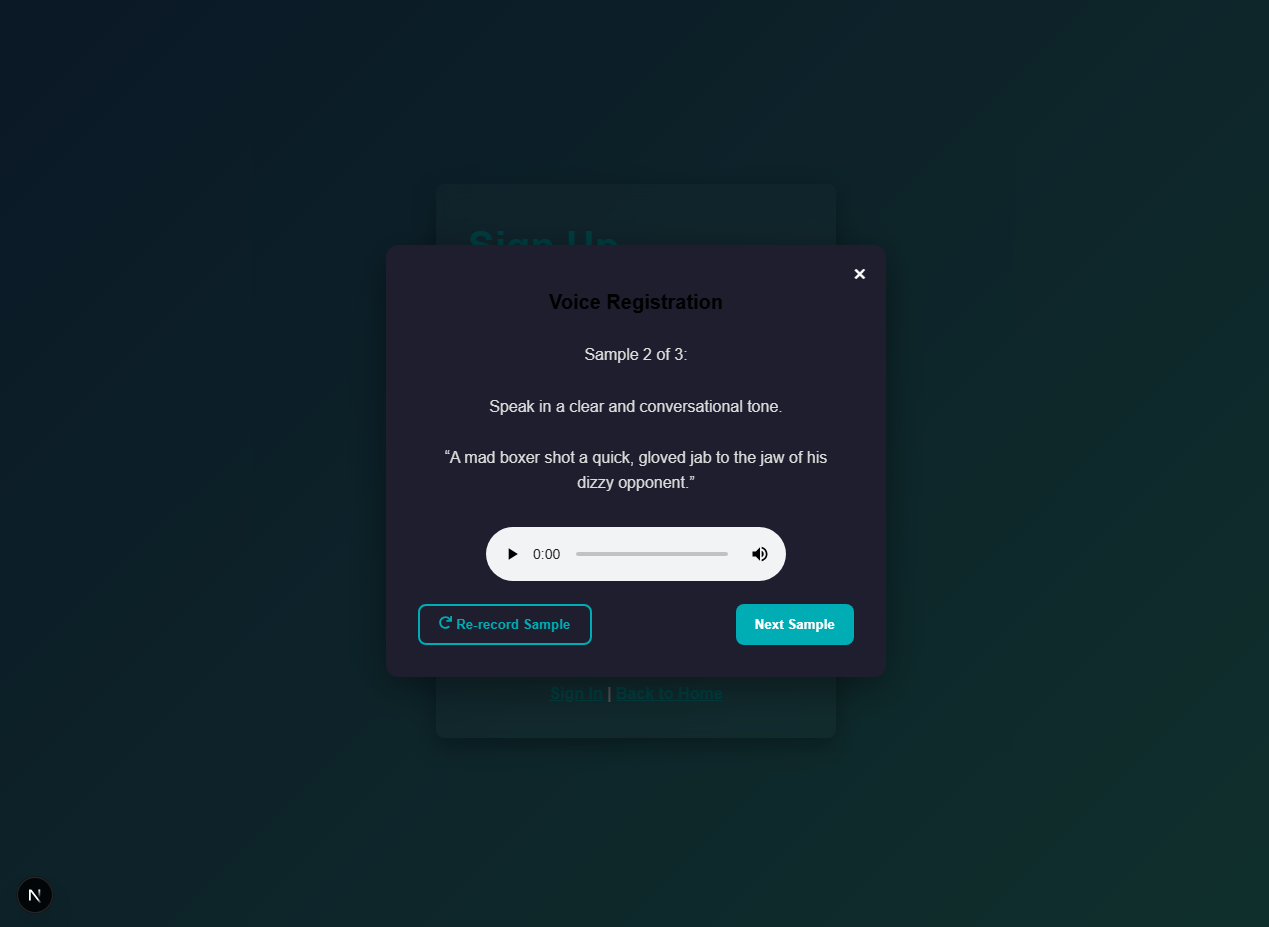 Sign Up
×
Voice Registration
Sample 2 of 3:
Speak in a clear and conversational tone.
“A mad boxer shot a quick, gloved jab to the jaw of his
dizzy opponent.”
0:00
Re-record Sample
Next Sample
Sign In | Back to Home
N